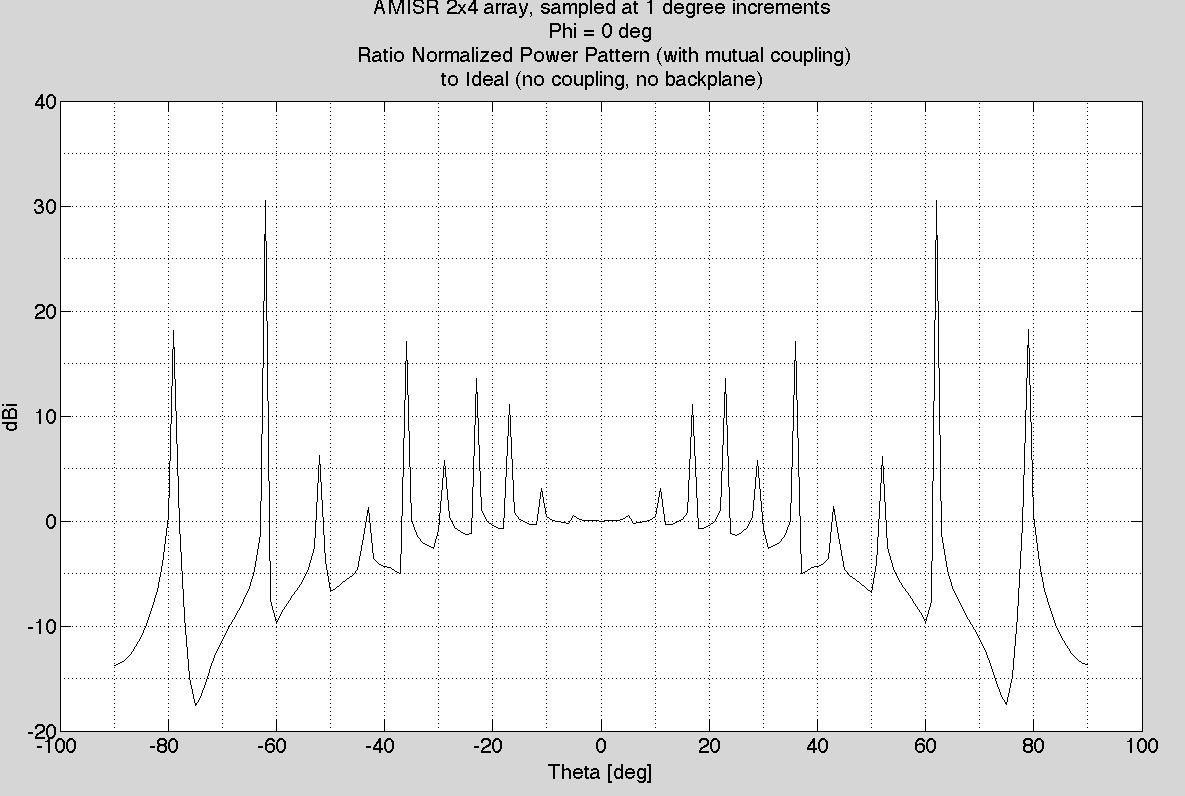 AMISR 2x4 array, sampled at 1 degree increments
Phi = 0 deg
Ratio Normalized Power Pattern (with mutual coupling)
to Ideal (no coupling, no backplane)
40
30
20
10
0
-10
-20
dBi
-100 -80 -60 -40 -20 0 20 40 60 80 100
Theta [deg]